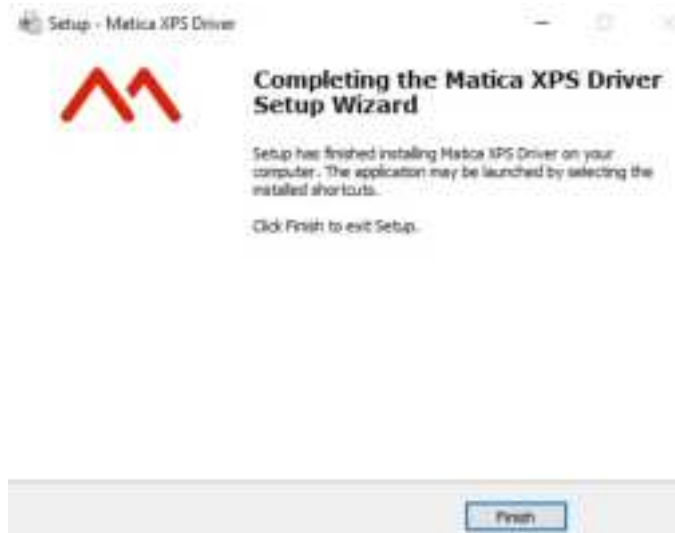 Setup - Matica XPS Driver
Completing the Matica XPS Driver
Setup Wizard
Setup has finished installing Matica XPS Driver on your
computer. The application may be launched by selecting the
installed shortcuts.
Click Finish to exit Setup.
Finish